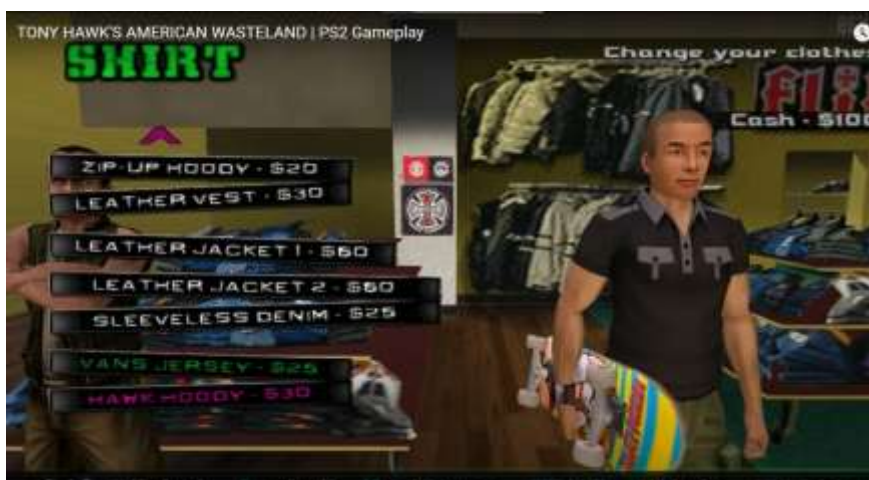 TONY HAWK'S AMERICAN WASTELAND | PS2 Gameplay
SHIRT
Change your clothes
Cash - $100
ZIP-UP HOODY - $20
LEATHER VEST - $30
LEATHER JACKET 1 - $60
LEATHER JACKET 2 - $60
SLEEVELESS DENIM - $25
VANS JERSEY - $25
HAWK HOODY - $30